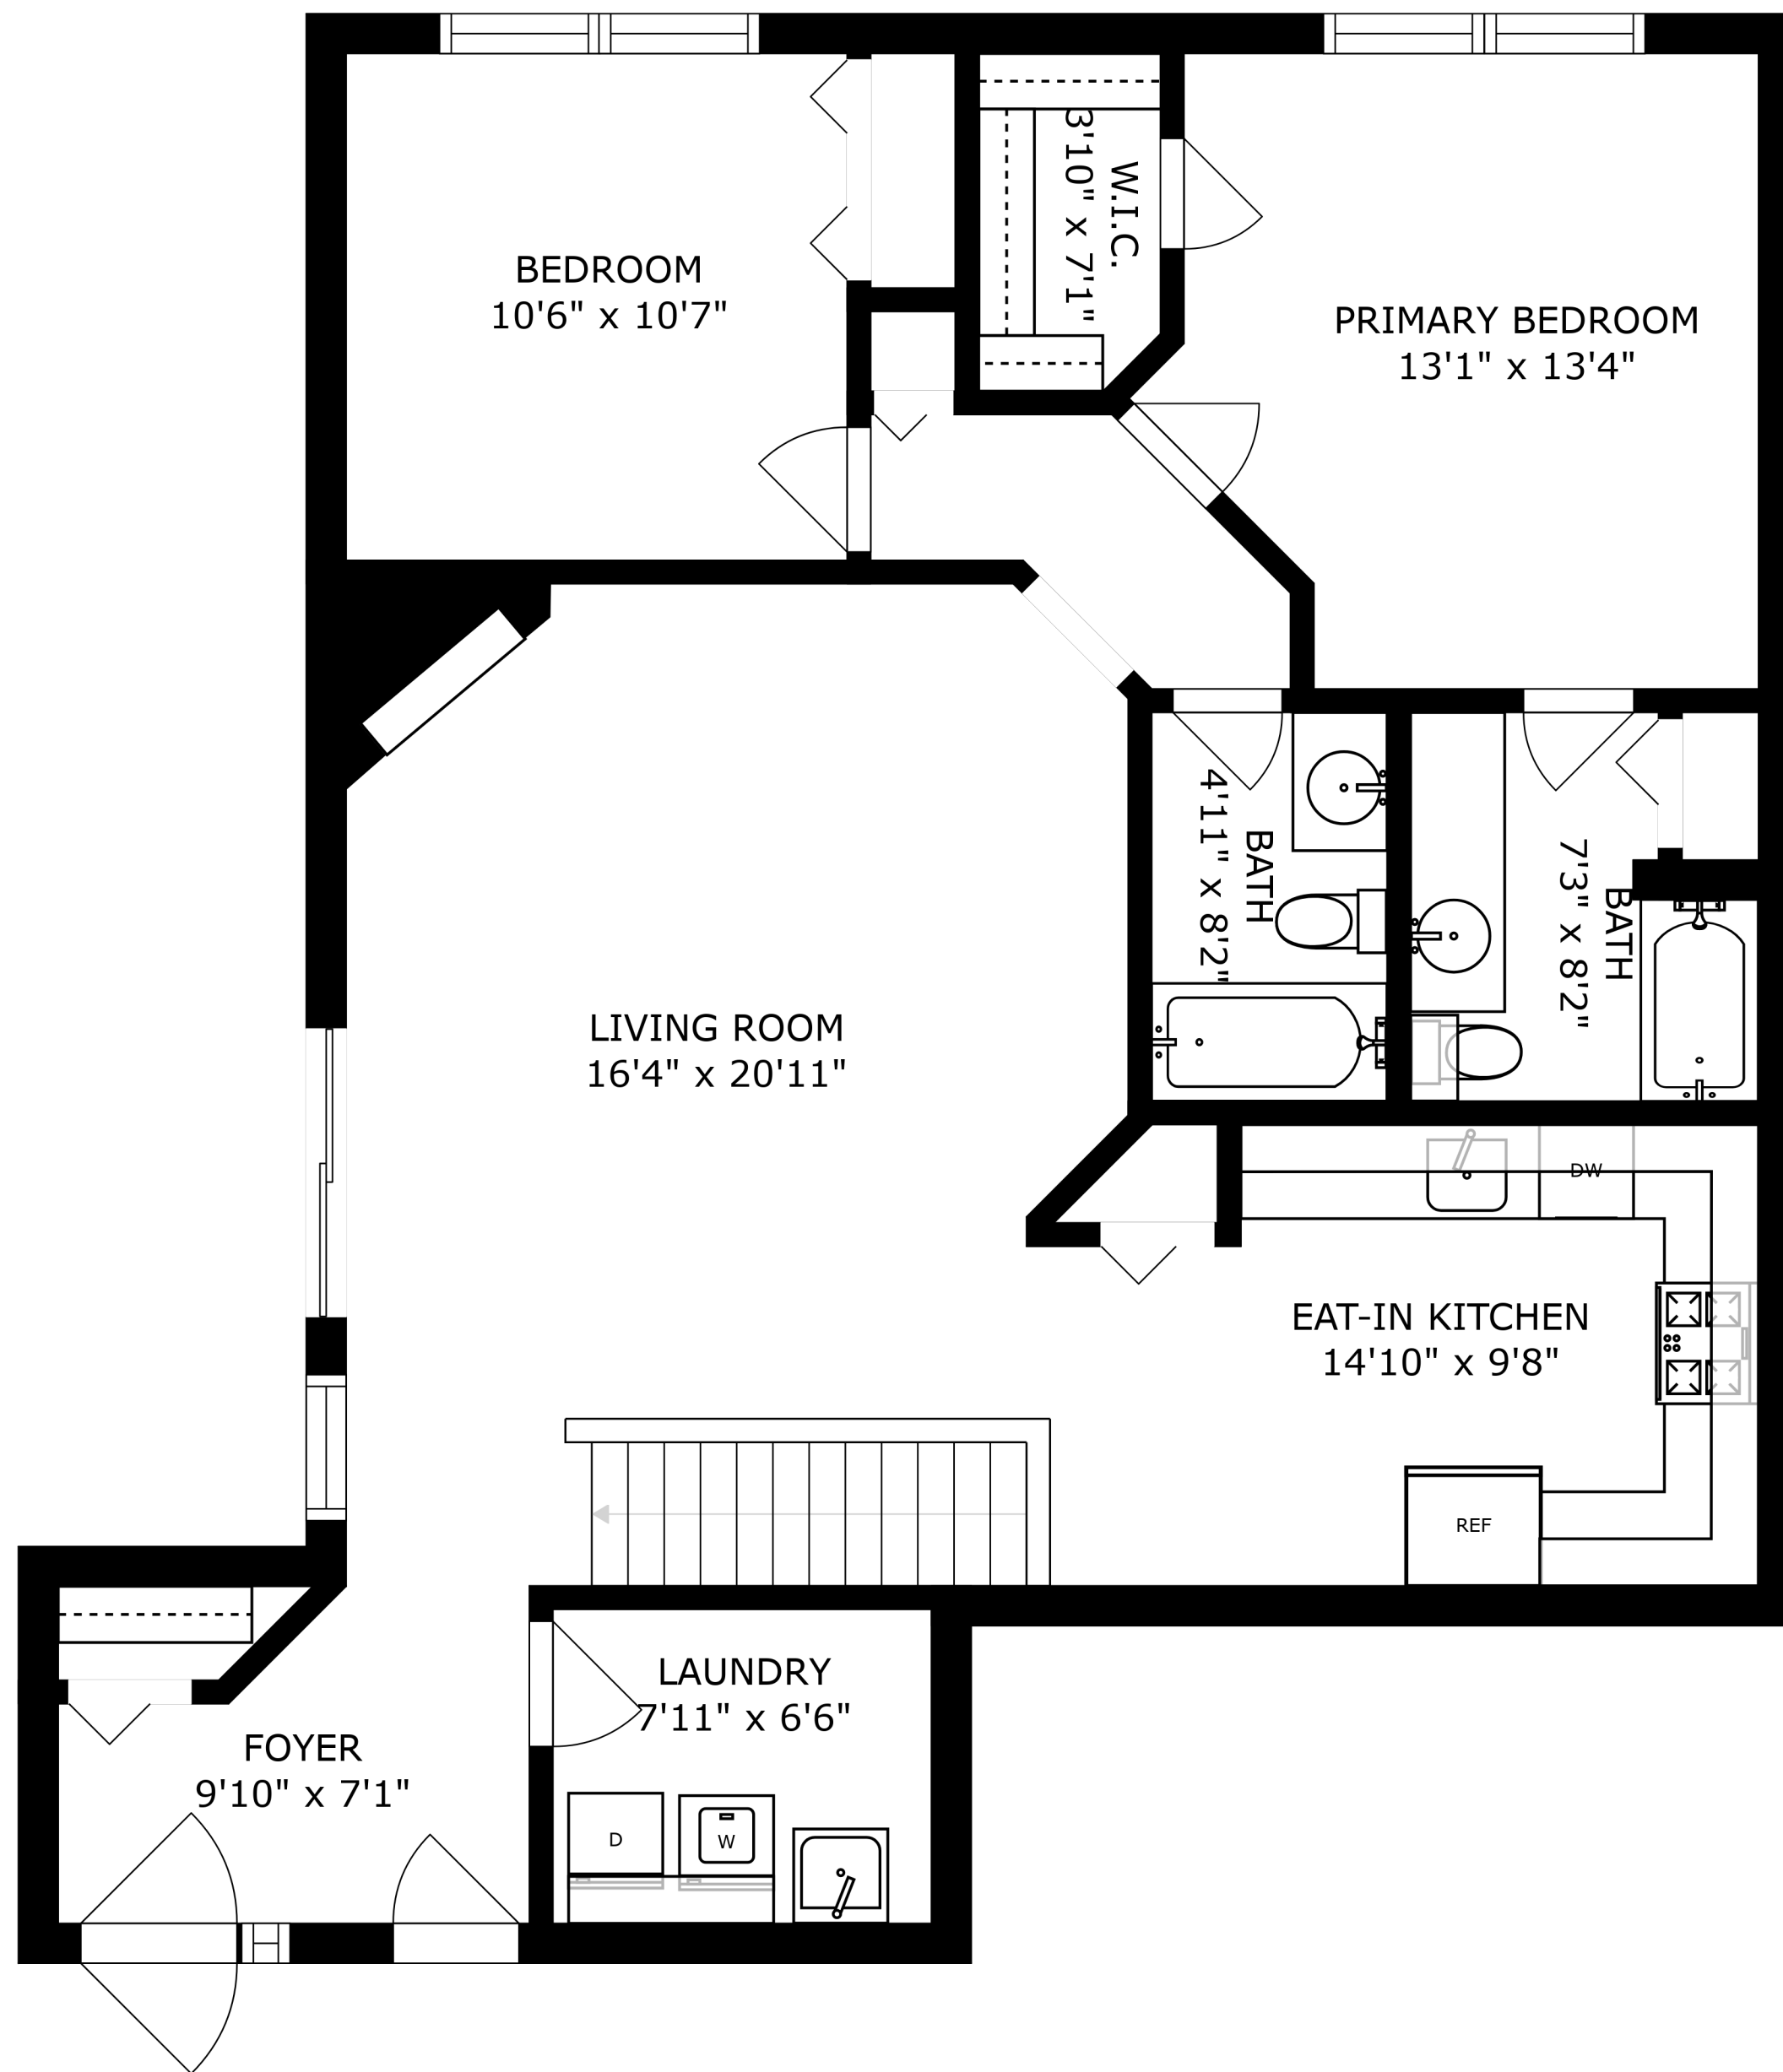 W.I.C.
3'10" x 7'1"
BEDROOM
10'6" x 10'7"
PRIMARY BEDROOM
13'1" x 13'4"
BATH
4'11" x 8'2"
BATH
7'3" x 8'2"
LIVING ROOM
16'4" x 20'11"
DW
EAT-IN KITCHEN
14'10" x 9'8"
REF
LAUNDRY
7'11" x 6'6"
FOYER
9'10" x 7'1"
D
W